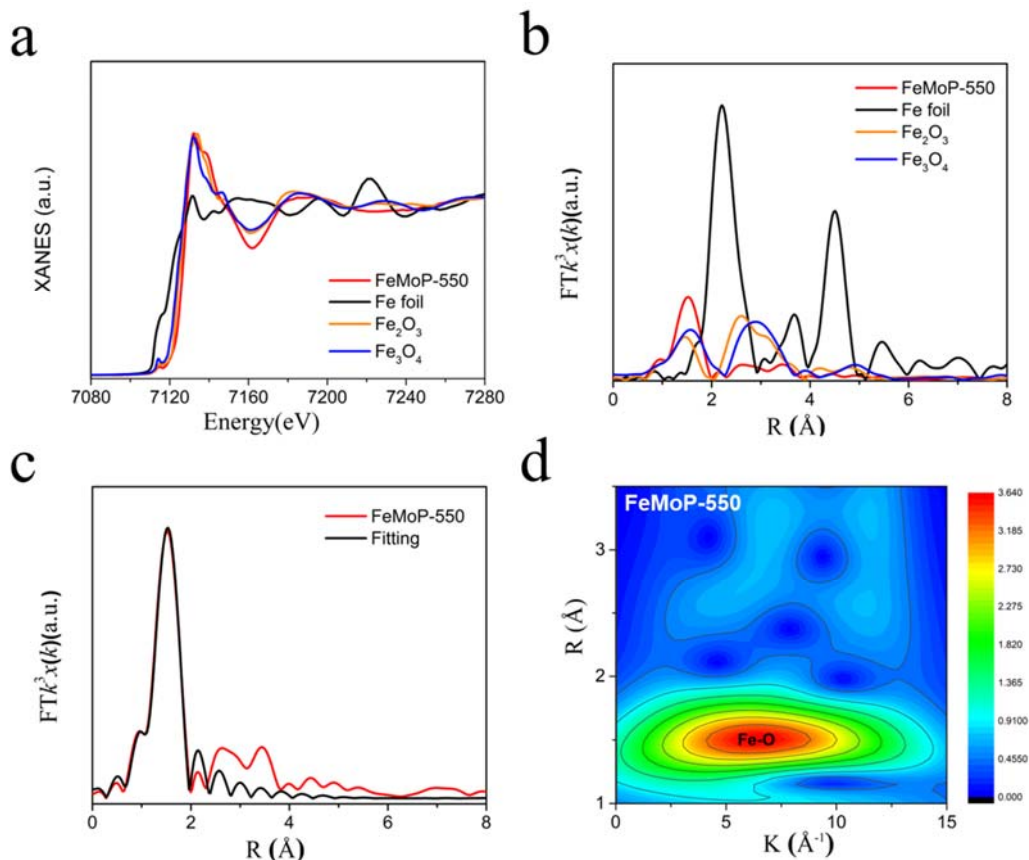 a
XANES (a.u.)
FeMoP-550
Fe foil
Fe₂O₃
Fe₃O₄
7080 7120 7160 7200 7240 7280
Energy(eV)
b
FTk³x(k)(a.u.)
FeMoP-550
Fe foil
Fe₂O₃
Fe₃O₄
0 2 4 6 8
R (Å)
c
FTk³x(k)(a.u.)
FeMoP-550
Fitting
0 2 4 6 8
R (Å)
d
FeMoP-550
R (Å)
3
2
1
Fe-O
0 5 10 15
K (Å⁻¹)
3.640
3.275
2.730
2.275
1.820
1.365
0.9100
0.4550
0.000